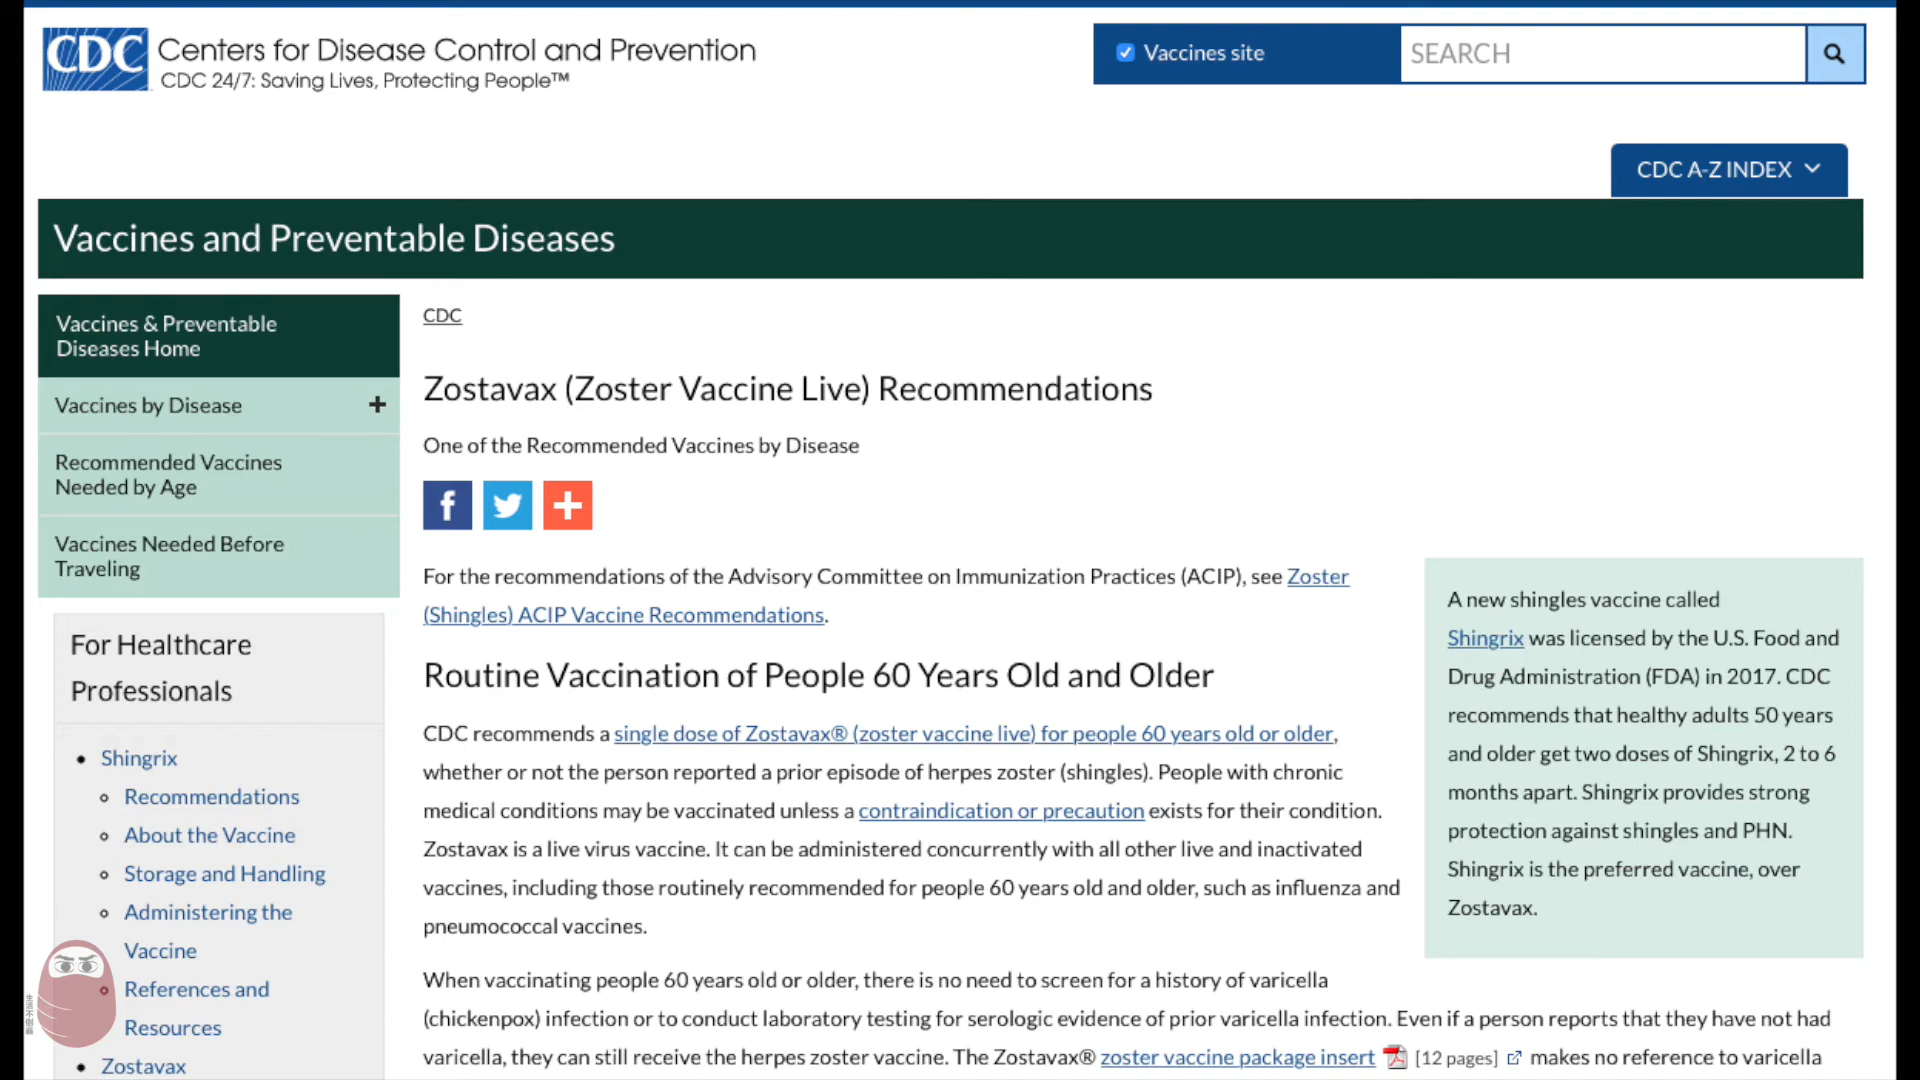 CDC Centers for Disease Control and Prevention
CDC 24/7: Saving Lives, Protecting People™
Vaccines site
SEARCH
CDC A-Z INDEX
Vaccines and Preventable Diseases
Vaccines & Preventable
Diseases Home
Vaccines by Disease
Recommended Vaccines
Needed by Age
Vaccines Needed Before
Traveling
For Healthcare
Professionals
Shingrix
Recommendations
About the Vaccine
Storage and Handling
Administering the
Vaccine
References and
Resources
Zostavax
CDC
Zostavax (Zoster Vaccine Live) Recommendations
One of the Recommended Vaccines by Disease
For the recommendations of the Advisory Committee on Immunization Practices (ACIP), see Zoster
(Shingles) ACIP Vaccine Recommendations.
Routine Vaccination of People 60 Years Old and Older
CDC recommends a single dose of Zostavax® (zoster vaccine live) for people 60 years old or older,
whether or not the person reported a prior episode of herpes zoster (shingles). People with chronic
medical conditions may be vaccinated unless a contraindication or precaution exists for their condition.
Zostavax is a live virus vaccine. It can be administered concurrently with all other live and inactivated
vaccines, including those routinely recommended for people 60 years old and older, such as influenza and
pneumococcal vaccines.
When vaccinating people 60 years old or older, there is no need to screen for a history of varicella
(chickenpox) infection or to conduct laboratory testing for serologic evidence of prior varicella infection. Even if a person reports that they have not had
varicella, they can still receive the herpes zoster vaccine. The Zostavax® zoster vaccine package insert [12 pages] makes no reference to varicella
A new shingles vaccine called
Shingrix was licensed by the U.S. Food and
Drug Administration (FDA) in 2017. CDC
recommends that healthy adults 50 years
and older get two doses of Shingrix, 2 to 6
months apart. Shingrix provides strong
protection against shingles and PHN.
Shingrix is the preferred vaccine, over
Zostavax.